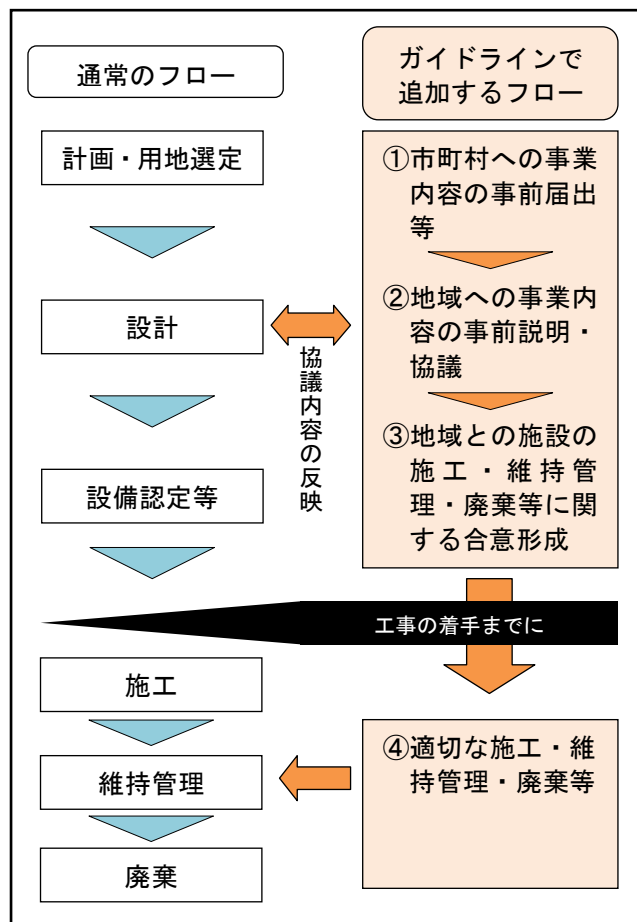 通常のフロー
計画・用地選定
設計
設備認定等
施工
維持管理
廃棄
協議内容の反映
ガイドラインで
追加するフロー
①市町村への事業
内容の事前届出
等
②地域への事業内
容の事前説明・
協議
③地域との施設の
施工・維持管
理・廃棄等に関
する合意形成
工事の着手までに
④適切な施工・維
持管理・廃棄等